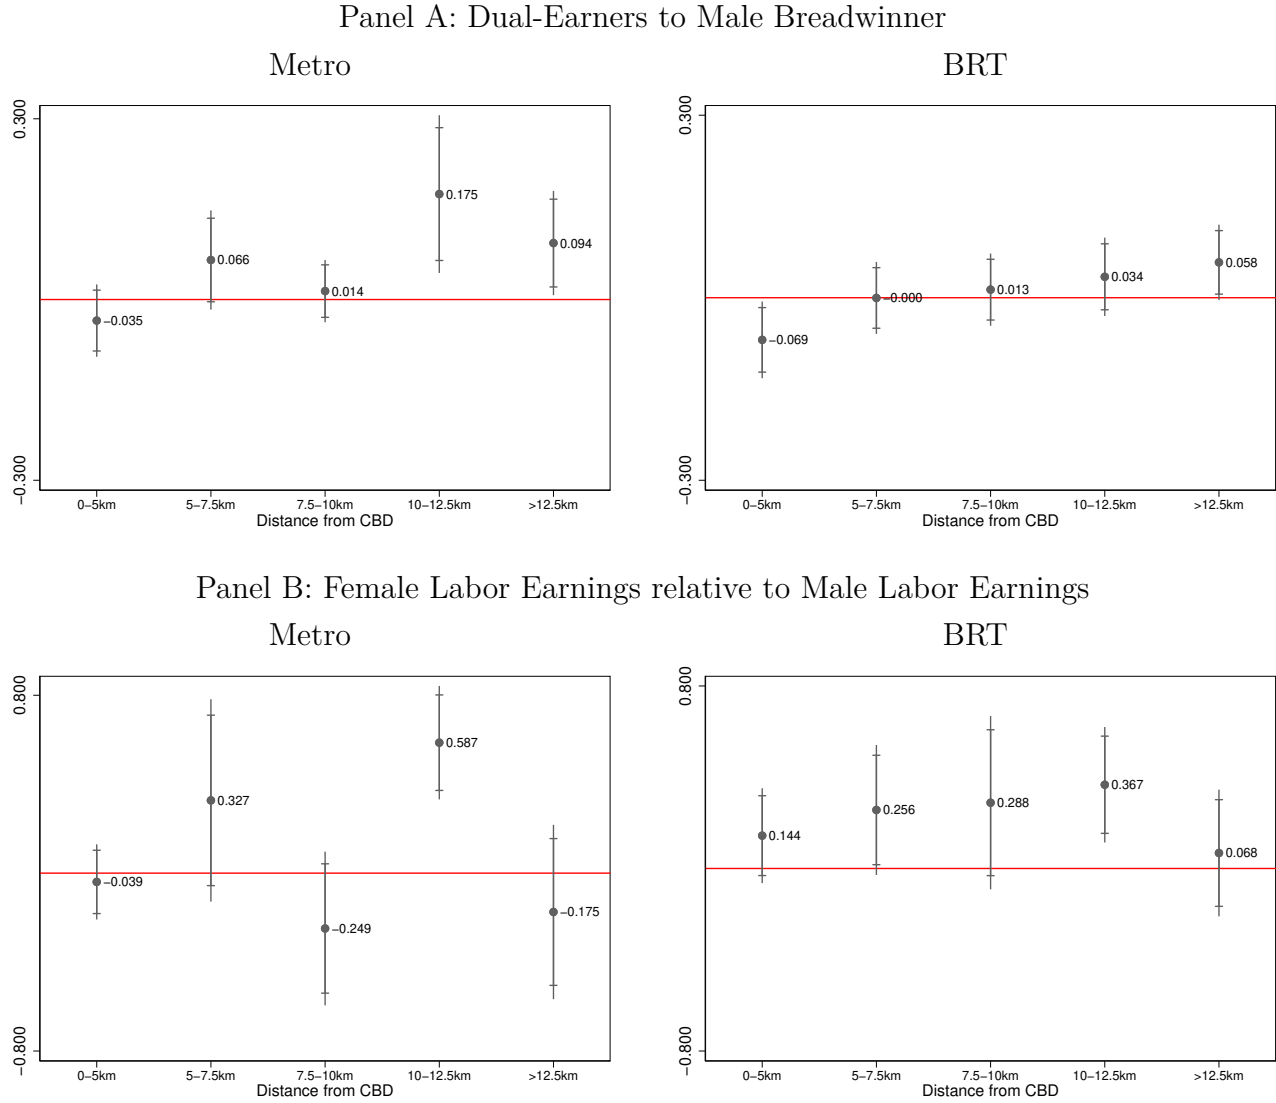 Panel A: Dual-Earners to Male Breadwinner
Metro
BRT
0.300
−0.300
−0.035
0.066
0.014
0.175
0.094
0−5km
5−7.5km
7.5−10km
10−12.5km
>12.5km
Distance from CBD
0.300
−0.300
−0.069
−0.000
0.013
0.034
0.058
0−5km
5−7.5km
7.5−10km
10−12.5km
>12.5km
Distance from CBD
Panel B: Female Labor Earnings relative to Male Labor Earnings
Metro
BRT
0.800
−0.800
−0.039
0.327
−0.249
0.587
−0.175
0−5km
5−7.5km
7.5−10km
10−12.5km
>12.5km
Distance from CBD
0.800
−0.800
0.144
0.256
0.288
0.367
0.068
0−5km
5−7.5km
7.5−10km
10−12.5km
>12.5km
Distance from CBD